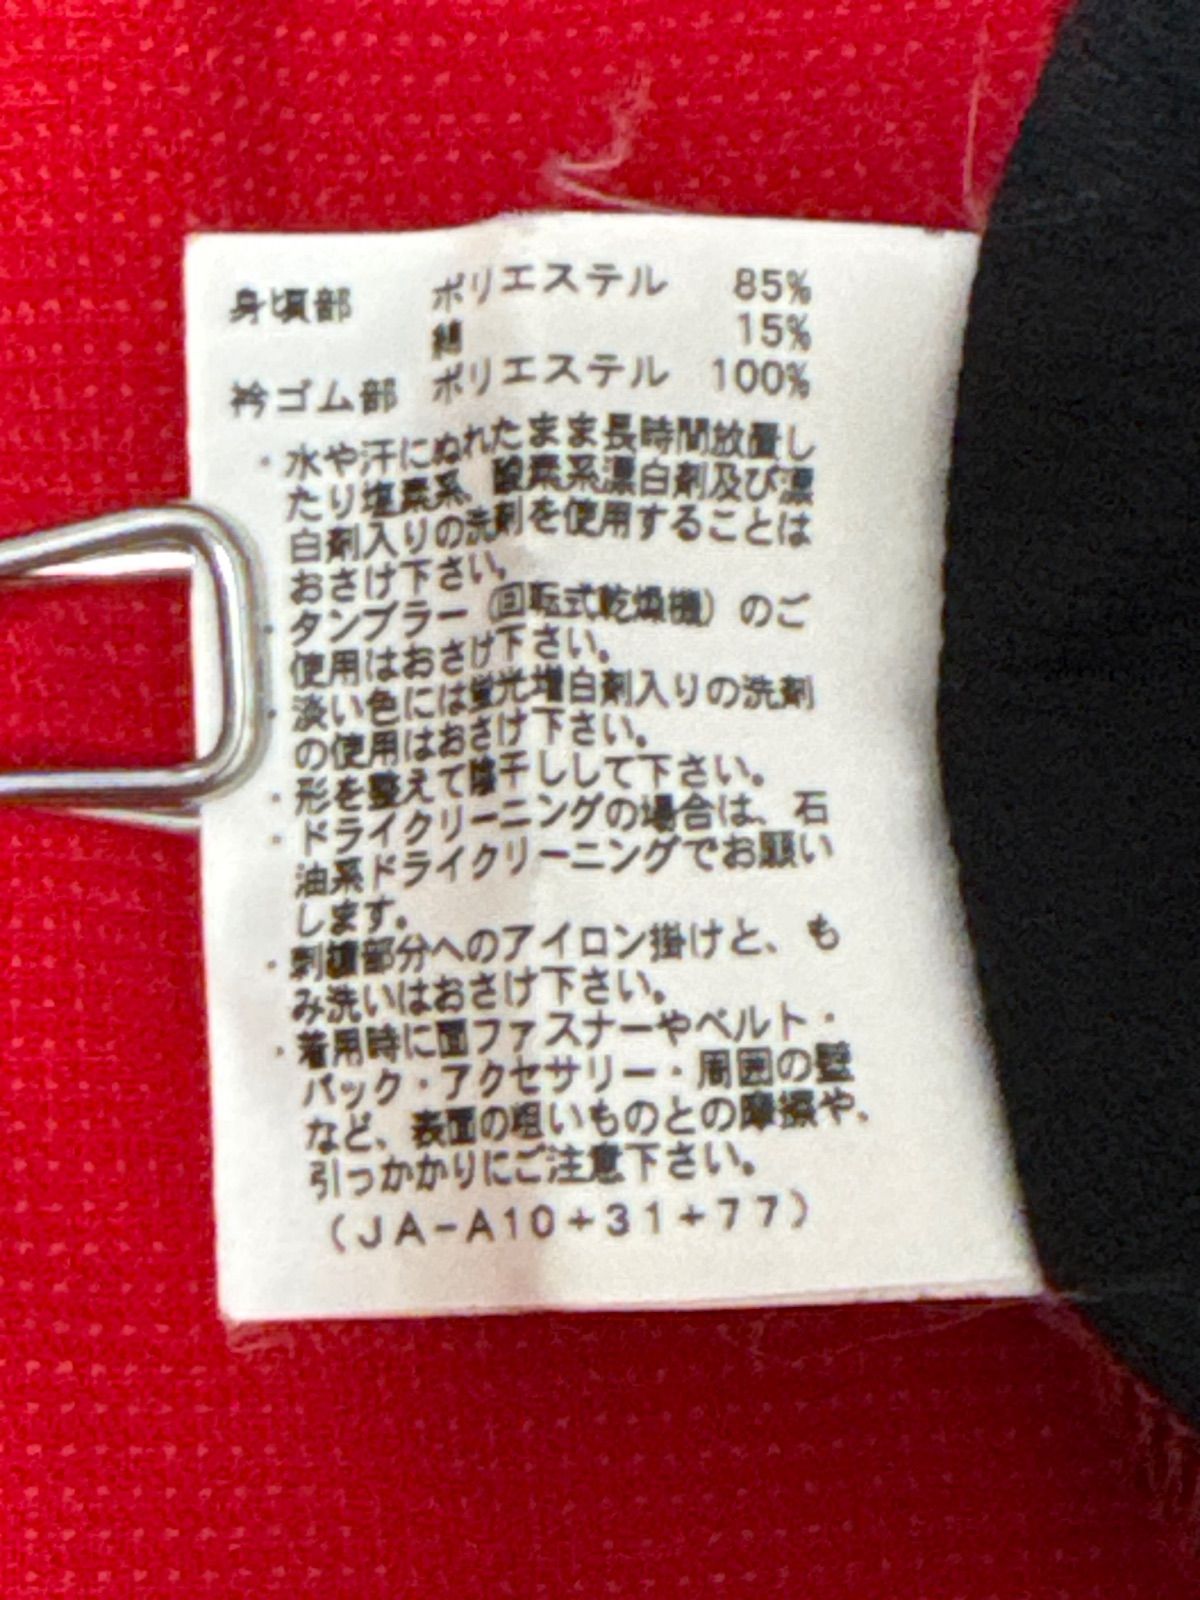 身頃部 ポリエステル 85%
綿 15%
衿ゴム部 ポリエステル 100%
・水や汗にぬれたまま長時間放置し
たり塩素系、酸素系漂白剤及び漂
白剤入りの洗剤を使用することは
おさけ下さい。
・タンブラー（回転式乾燥機）のご
使用はおさけ下さい。
・淡い色には蛍光増白剤入りの洗剤
の使用はおさけ下さい。
・形を整えて陰干しして下さい。
・ドライクリーニングの場合は、石
油系ドライクリーニングでお願い
します。
・刺繍部分へのアイロン掛けと、も
み洗いはおさけ下さい。
・着用時に面ファスナーやベルト・
バック・アクセサリー・周囲の壁
など、表面の粗いものとの摩擦や、
引っかかりにご注意下さい。
（JA-A10+31+77）